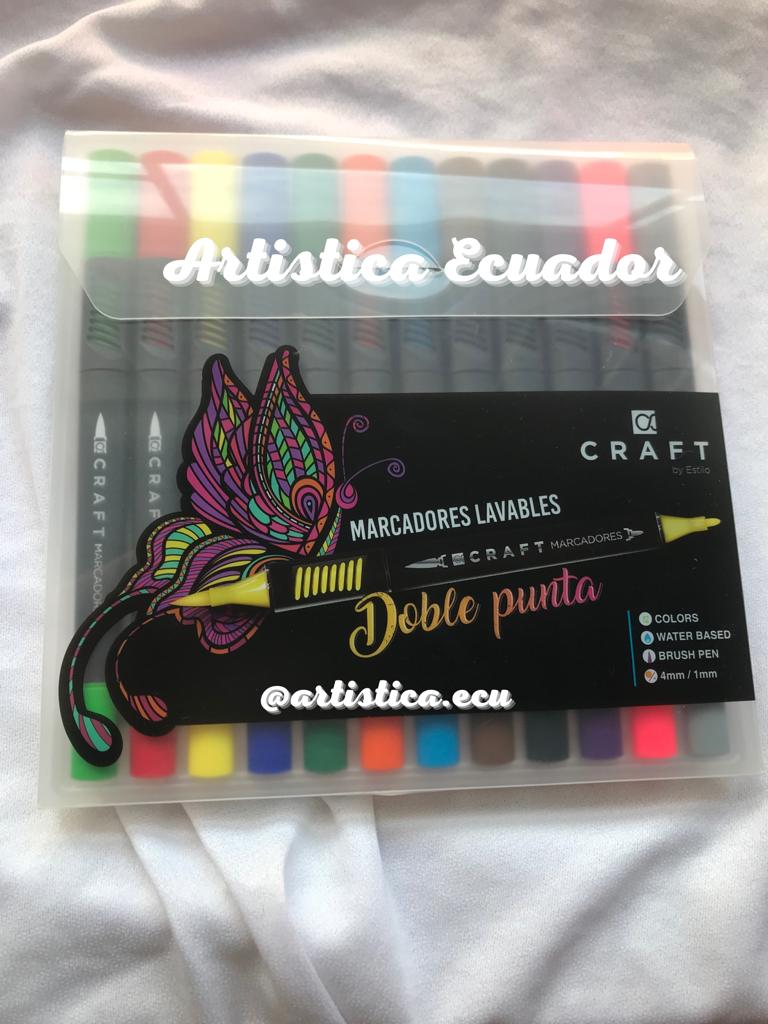 Artistica Ecuador
CRAFT
by Estilo
MARCADORES LAVABLES
CRAFT MARCADORES
Doble punta
COLORS
WATER BASED
BRUSH PEN
4mm / 1mm
CRAFT MARCADOR
CRAFT
@artistica.ecu